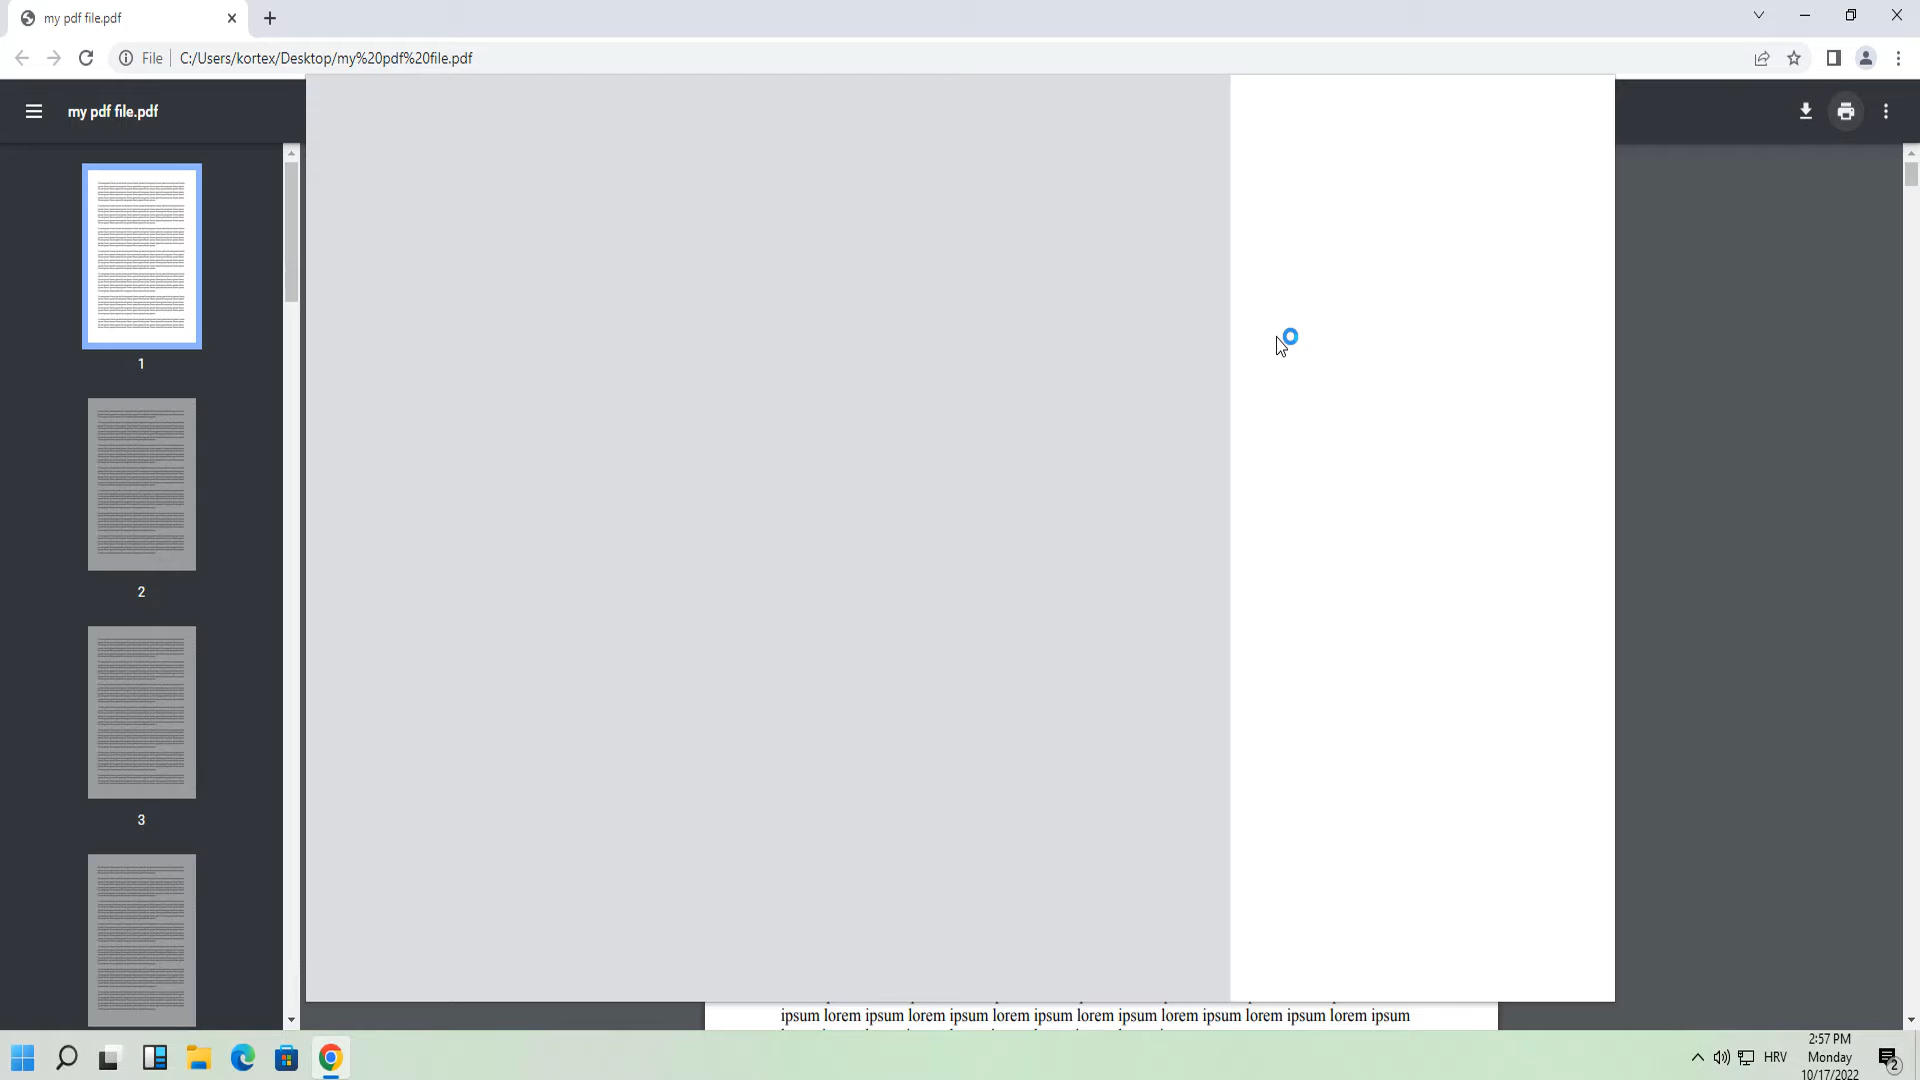 my pdf file.pdf
File
C:/Users/kortex/Desktop/my%20pdf%20file.pdf
my pdf file.pdf
1
2
3
ipsum lorem ipsum lorem ipsum lorem ipsum lorem ipsum lorem ipsum lorem ipsum lorem ipsum
HRV
2:57 PM
Monday
10/17/2022
2